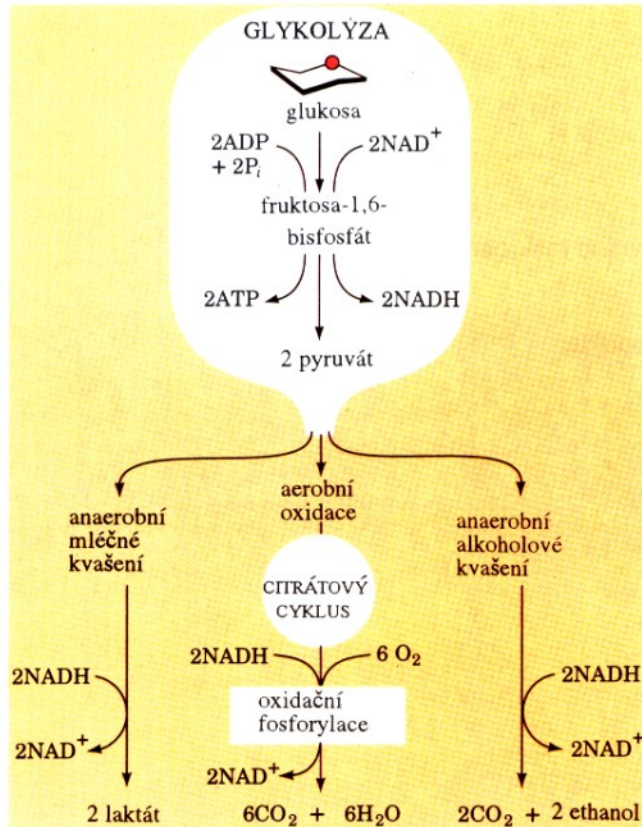 GLYKOLÝZA
glukosa
2ADP
+ 2Pi
2NAD+
fruktosa-1,6-
bisfosfát
2ATP
2NADH
2 pyruvát
anaerobní
mléčné
kvašení
aerobní
oxidace
anaerobní
alkoholové
kvašení
CITRÁTOVÝ
CYKLUS
2NADH
2NAD+
2NADH
6 O2
oxidační
fosforylace
2NAD+
2NADH
2NAD+
2 laktát
6CO2 + 6H2O
2CO2 + 2 ethanol